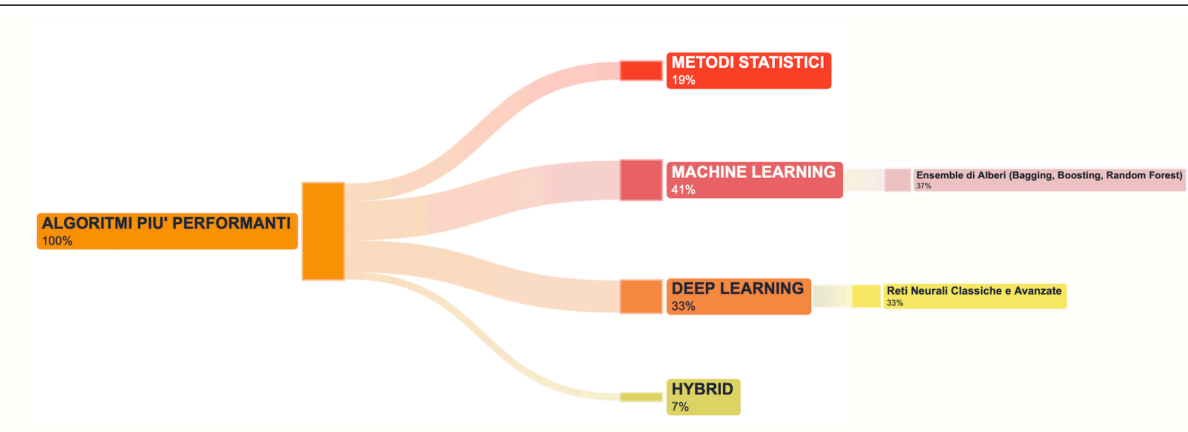 ALGORITMI PIU' PERFORMANTI
100%
METODI STATISTICI
19%
MACHINE LEARNING
41%
Ensemble di Alberi (Bagging, Boosting, Random Forest)
37%
DEEP LEARNING
33%
Reti Neurali Classiche e Avanzate
33%
HYBRID
7%